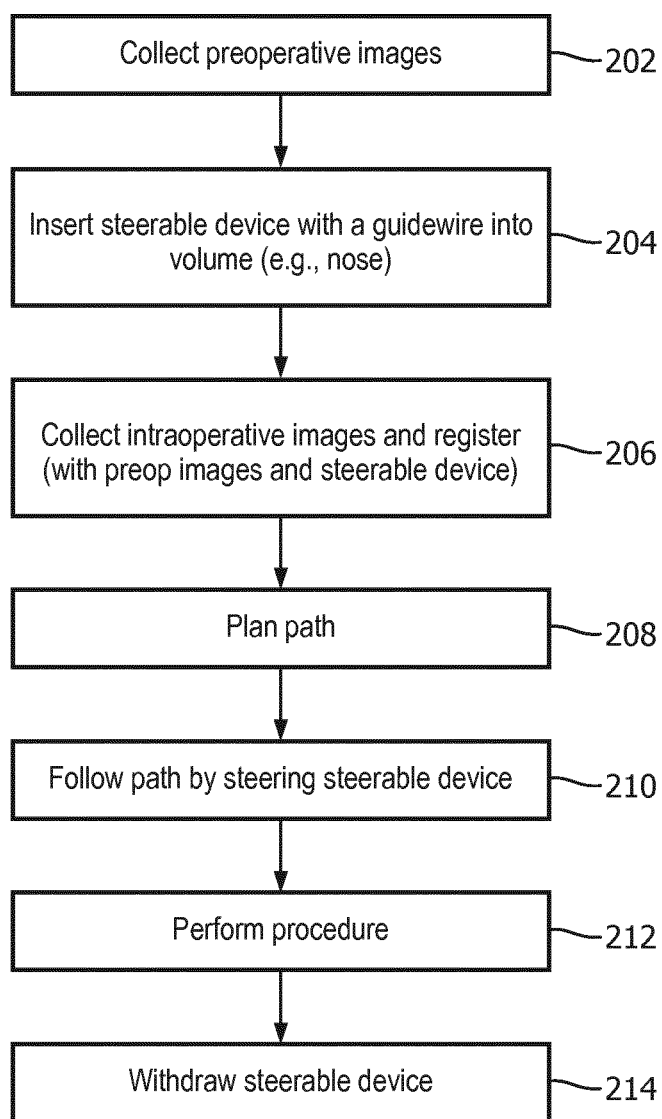 Collect preoperative images
202
Insert steerable device with a guidewire into
volume (e.g., nose)
204
Collect intraoperative images and register
(with preop images and steerable device)
206
Plan path
208
Follow path by steering steerable device
210
Perform procedure
212
Withdraw steerable device
214